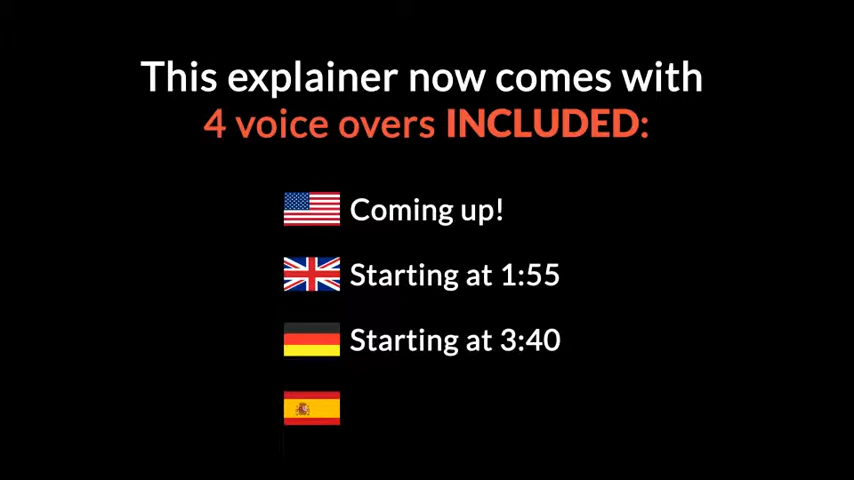 This explainer now comes with
4 voice overs INCLUDED:
Coming up!
Starting at 1:55
Starting at 3:40